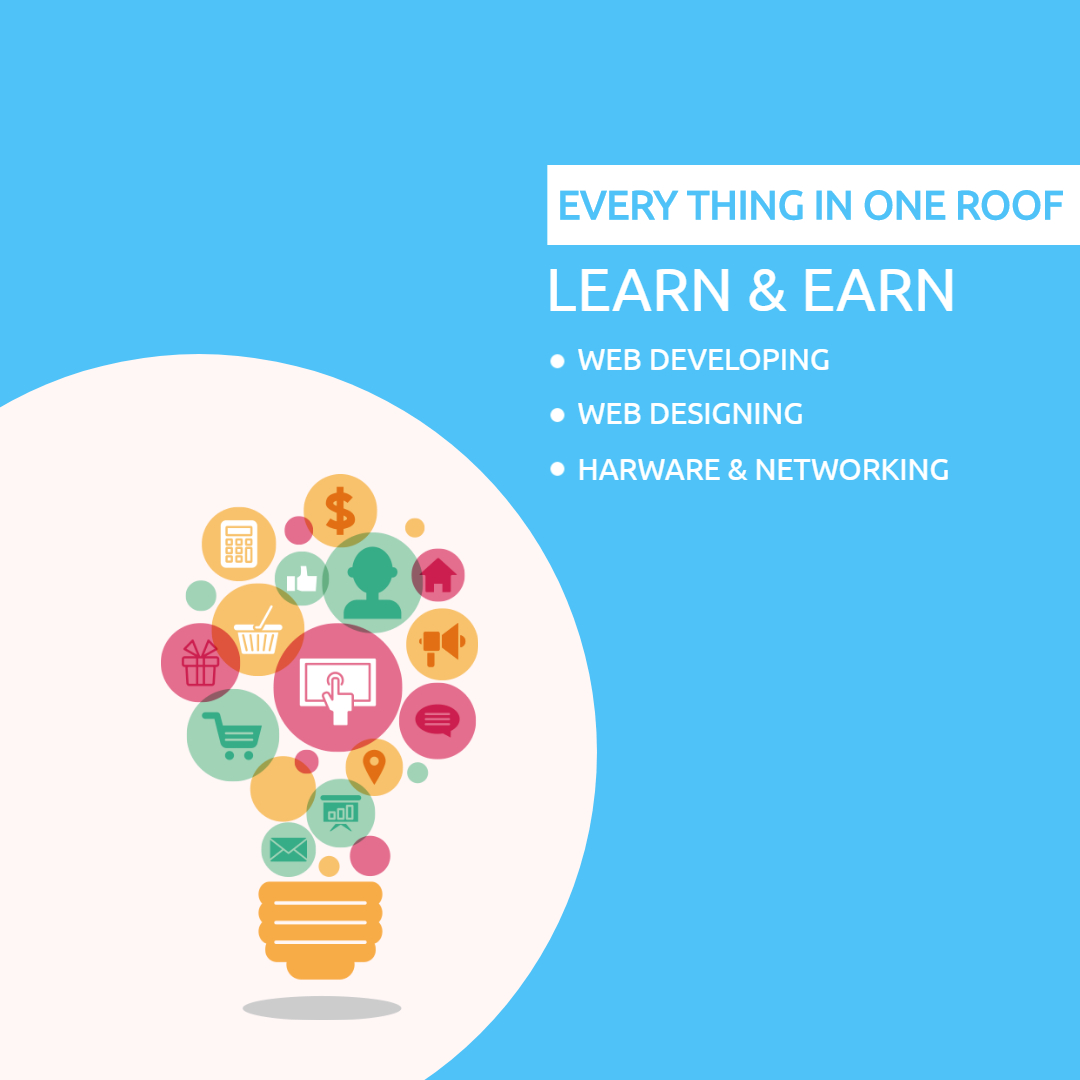 EVERY THING IN ONE ROOF
LEARN & EARN
● WEB DEVELOPING
● WEB DESIGNING
● HARWARE & NETWORKING
$